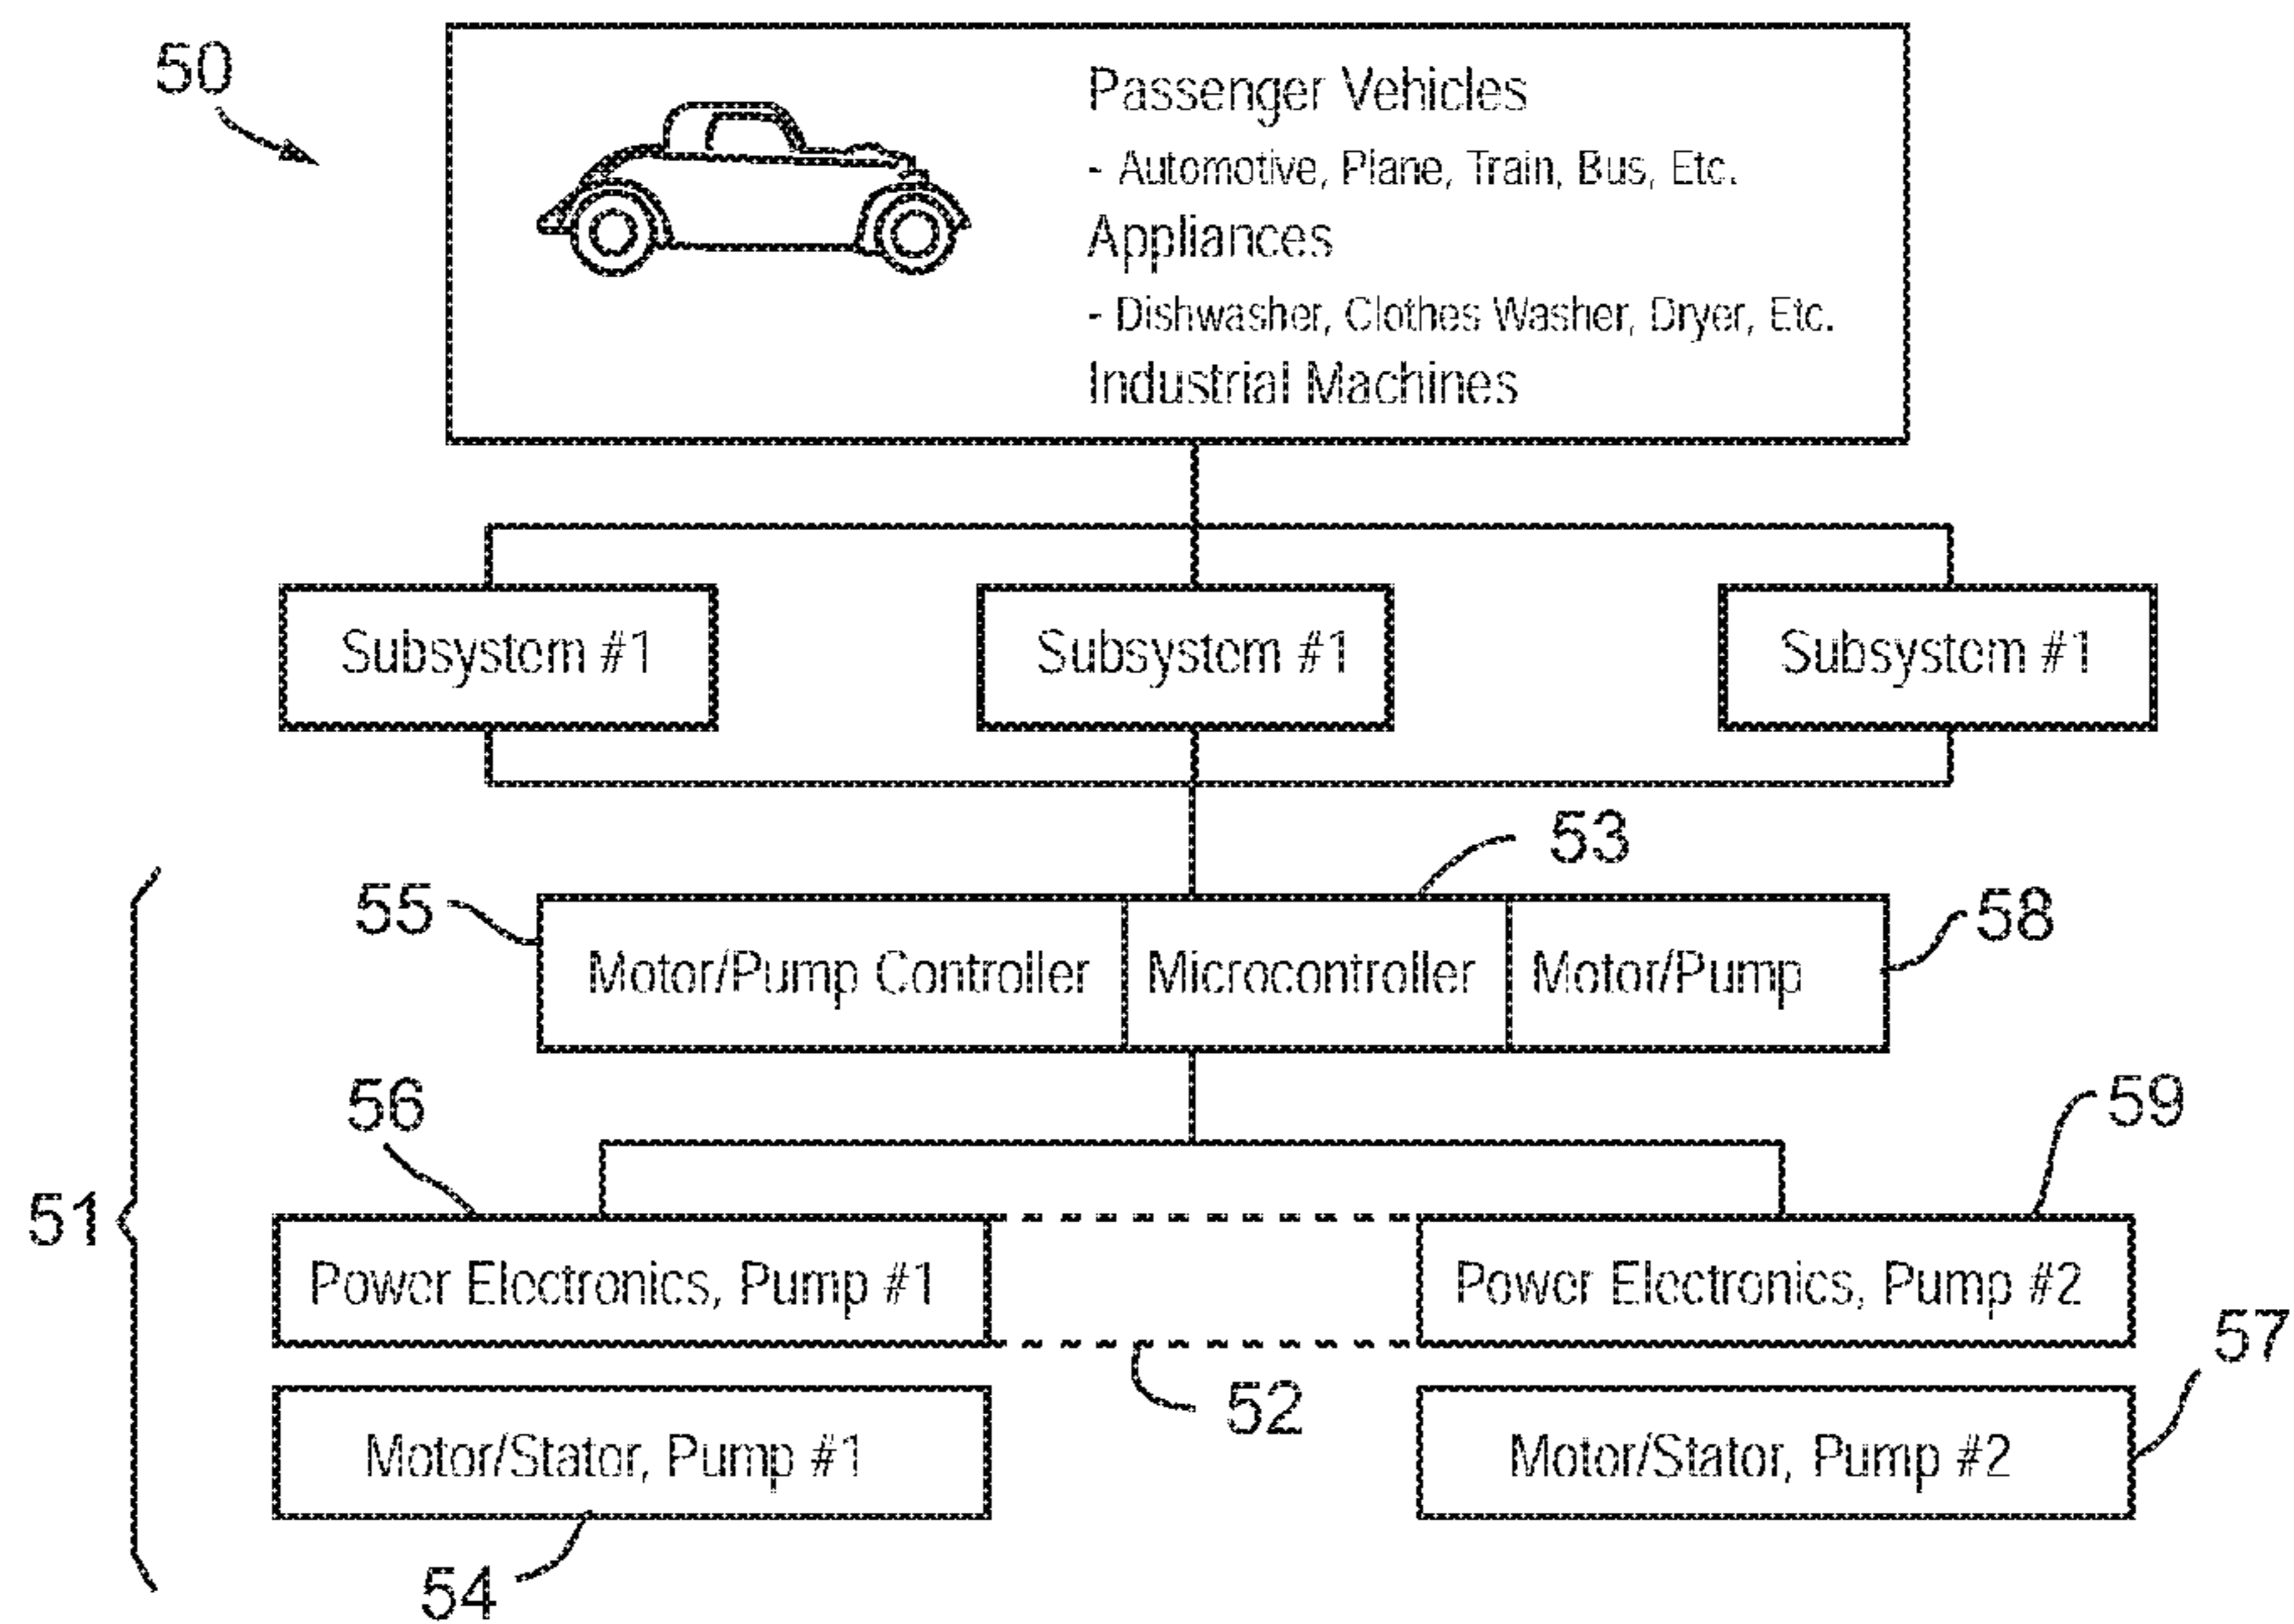 50
Passenger Vehicles
- Automotive, Plane, Train, Bus, Etc.
Appliances
- Dishwasher, Clothes Washer, Dryer, Etc.
Industrial Machines
Subsystem #1
Subsystem #1
Subsystem #1
53
55
58
Motor/Pump Controller
Microcontroller
Motor/Pump
56
59
51
Power Electronics, Pump #1
Power Electronics, Pump #2
57
52
Motor/Stator, Pump #1
Motor/Stator, Pump #2
54